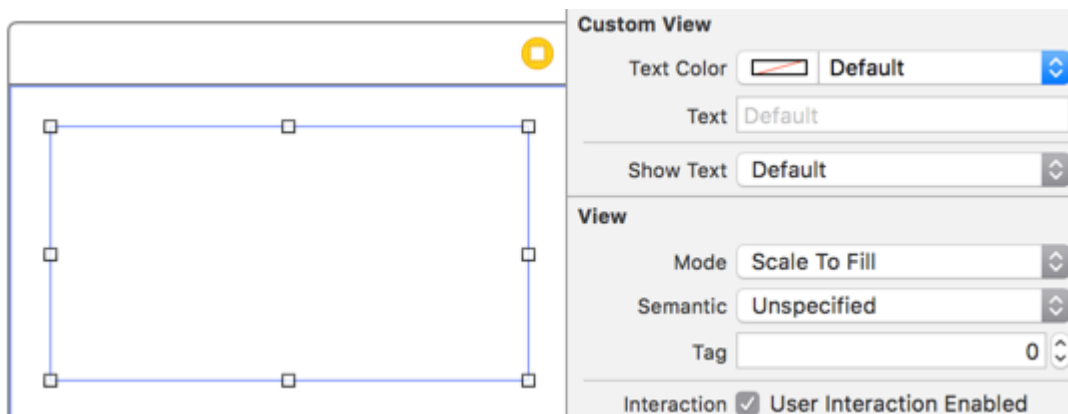 Custom View
Text Color Default
Text Default
Show Text Default
View
Mode Scale To Fill
Semantic Unspecified
Tag 0
Interaction User Interaction Enabled